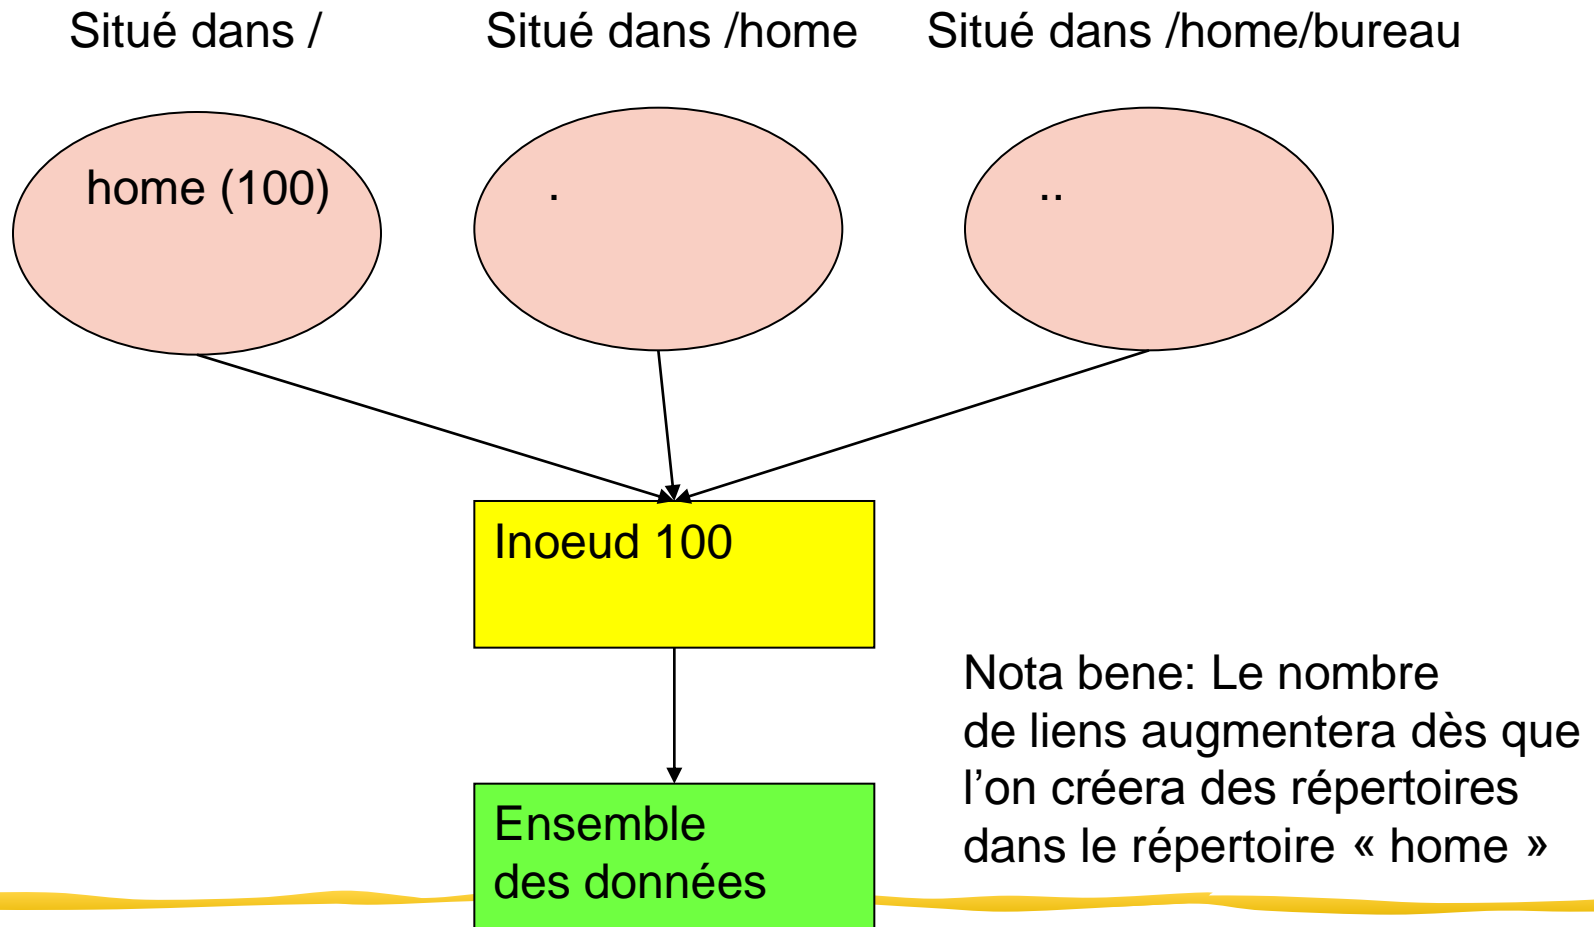 Situé dans /
Situé dans /home
Situé dans /home/bureau
home (100)
.
..
Inoeud 100
Nota bene: Le nombre
de liens augmentera dès que
l’on créera des répertoires
dans le répertoire « home »
Ensemble
des données